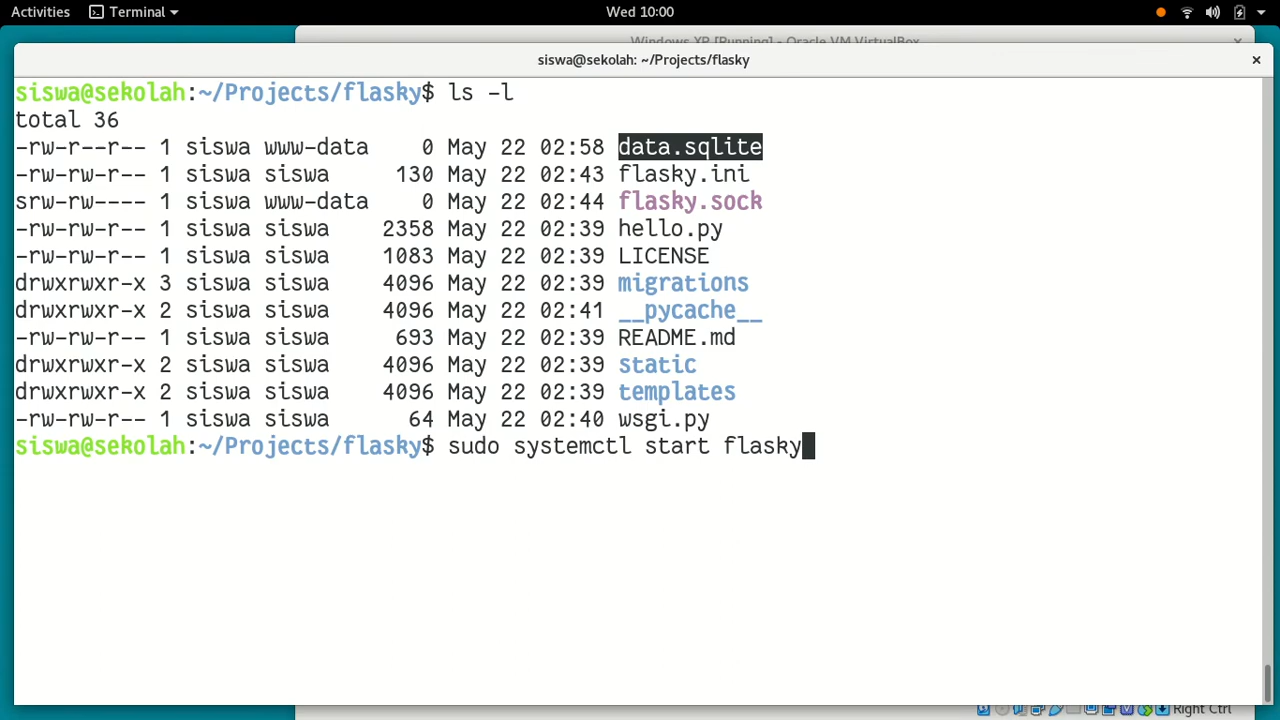 Activities Terminal Wed 10:00
Windows XP [Running] - Oracle VM VirtualBox
siswa@sekolah: ~/Projects/flasky
siswa@sekolah:~/Projects/flasky$ ls -l
total 36
-rw-r--r-- 1 siswa www-data 0 May 22 02:58 data.sqlite
-rw-rw-r-- 1 siswa siswa 130 May 22 02:43 flasky.ini
srw-rw---- 1 siswa www-data 0 May 22 02:44 flasky.sock
-rw-rw-r-- 1 siswa siswa 2358 May 22 02:39 hello.py
-rw-rw-r-- 1 siswa siswa 1083 May 22 02:39 LICENSE
drwxrwxr-x 3 siswa siswa 4096 May 22 02:39 migrations
drwxrwxr-x 2 siswa siswa 4096 May 22 02:41 __pycache__
-rw-rw-r-- 1 siswa siswa 693 May 22 02:39 README.md
drwxrwxr-x 2 siswa siswa 4096 May 22 02:39 static
drwxrwxr-x 2 siswa siswa 4096 May 22 02:39 templates
-rw-rw-r-- 1 siswa siswa 64 May 22 02:40 wsgi.py
siswa@sekolah:~/Projects/flasky$ sudo systemctl start flasky
Right Ctrl